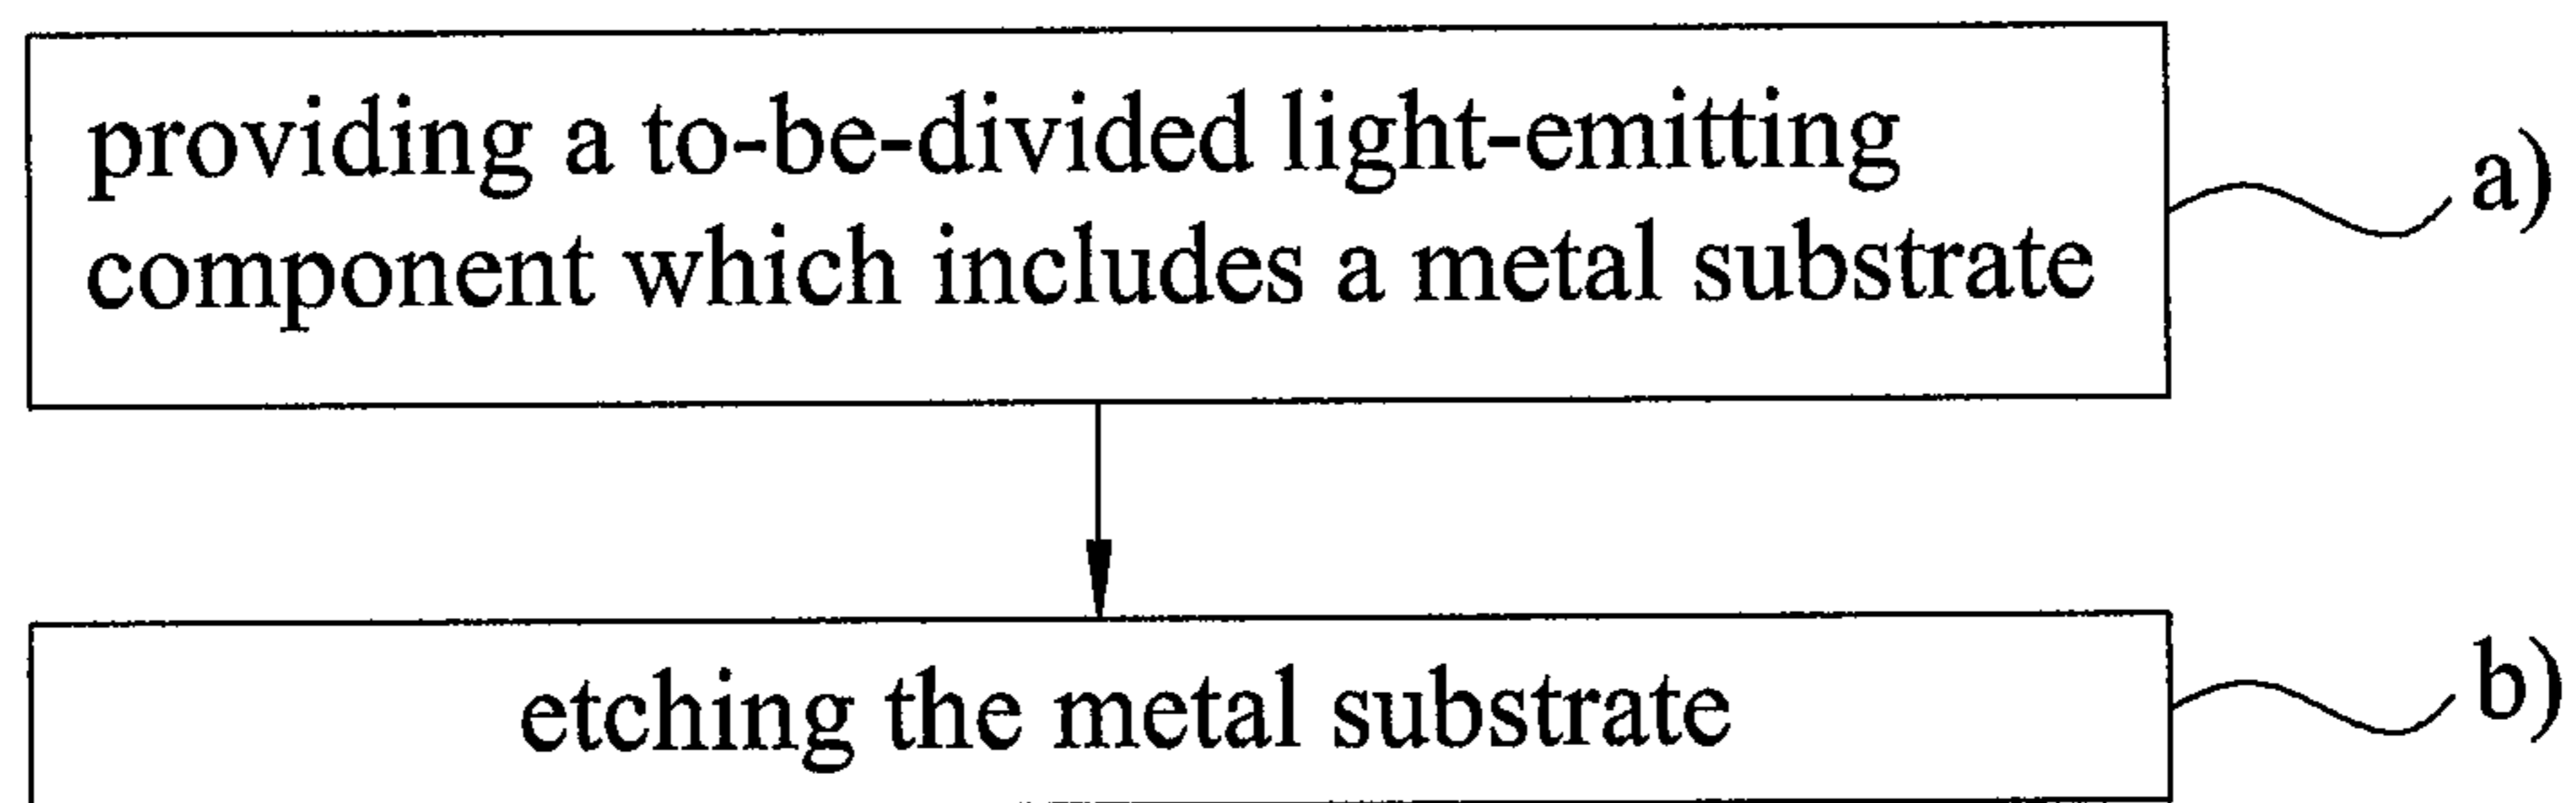 providing a to-be-divided light-emitting
component which includes a metal substrate
a)
etching the metal substrate
b)